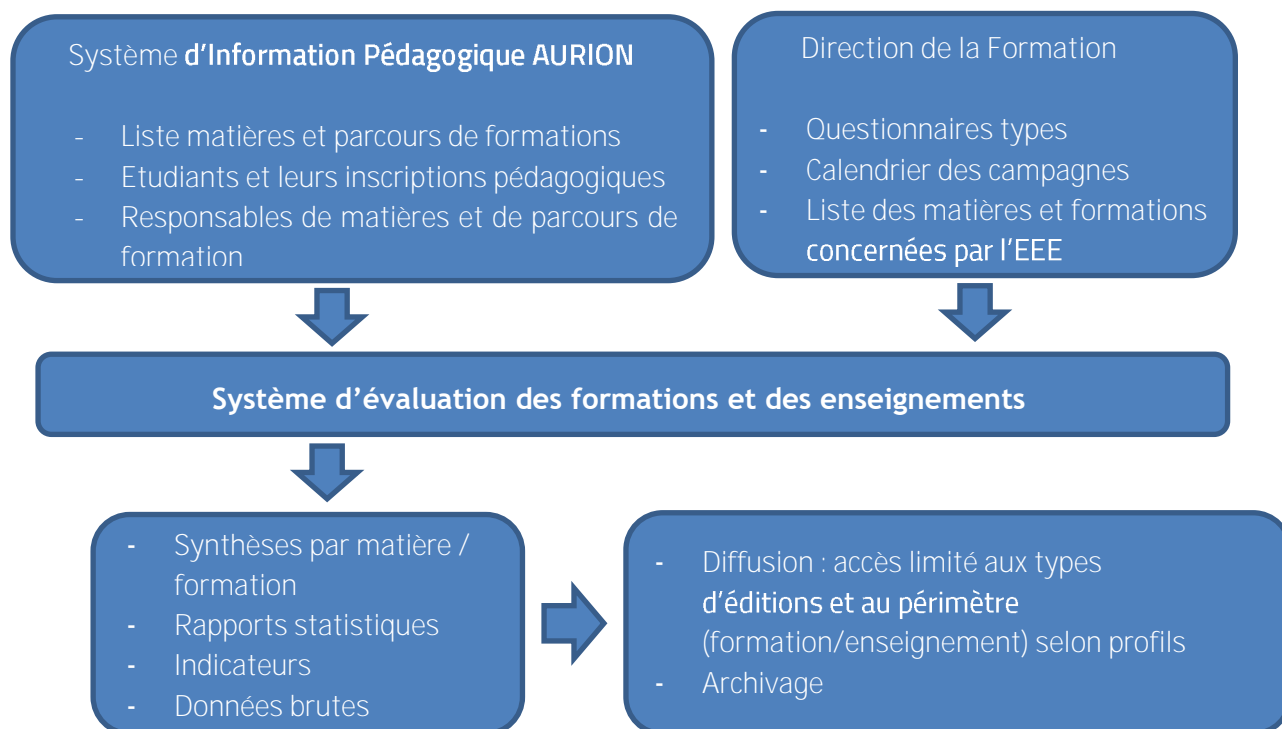 Système d’Information Pédagogique AURION
- Liste matières et parcours de formations
- Etudiants et leurs inscriptions pédagogiques
- Responsables de matières et de parcours de
formation
Direction de la Formation
- Questionnaires types
- Calendrier des campagnes
- Liste des matières et formations
concernées par l’EEE
Système d’évaluation des formations et des enseignements
- Synthèses par matière /
formation
- Rapports statistiques
- Indicateurs
- Données brutes
- Diffusion : accès limité aux types
d’éditions et au périmètre
(formation/enseignement) selon profils
- Archivage